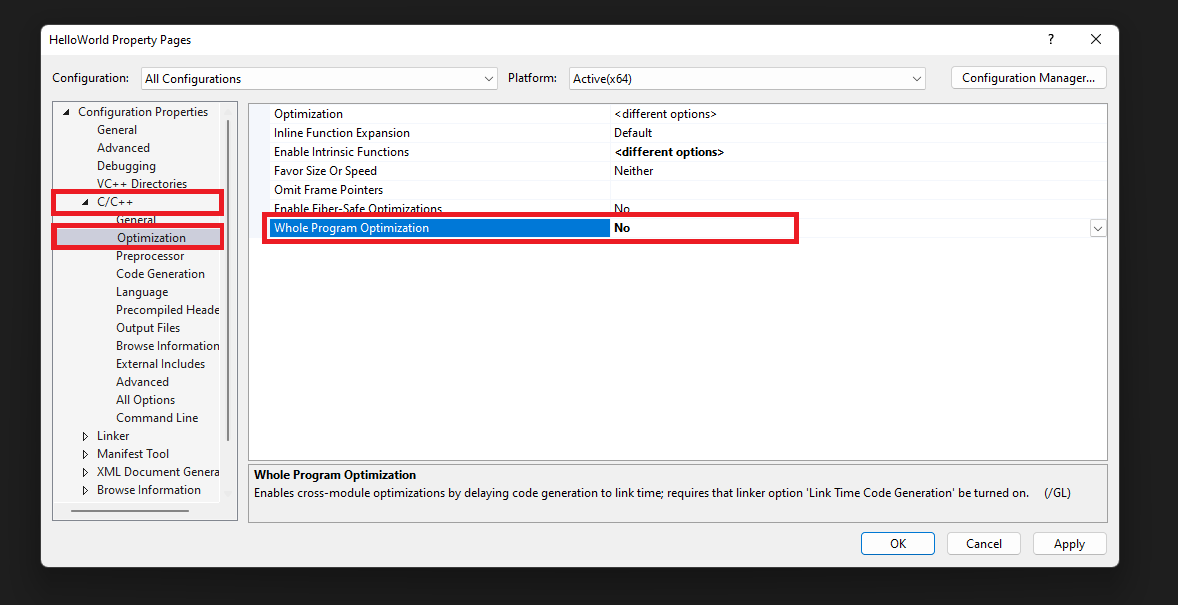 HelloWorld Property Pages
?
Configuration: All Configurations Platform: Active(x64) Configuration Manager...
Configuration Properties
General
Advanced
Debugging
VC++ Directories
C/C++
General
Optimization
Preprocessor
Code Generation
Language
Precompiled Heade
Output Files
Browse Information
External Includes
Advanced
All Options
Command Line
Linker
Manifest Tool
XML Document Genera
Browse Information
Optimization <different options>
Inline Function Expansion Default
Enable Intrinsic Functions <different options>
Favor Size Or Speed Neither
Omit Frame Pointers
Enable Fiber-Safe Optimizations No
Whole Program Optimization No
Whole Program Optimization
Enables cross-module optimizations by delaying code generation to link time; requires that linker option 'Link Time Code Generation' be turned on. (/GL)
OK Cancel Apply